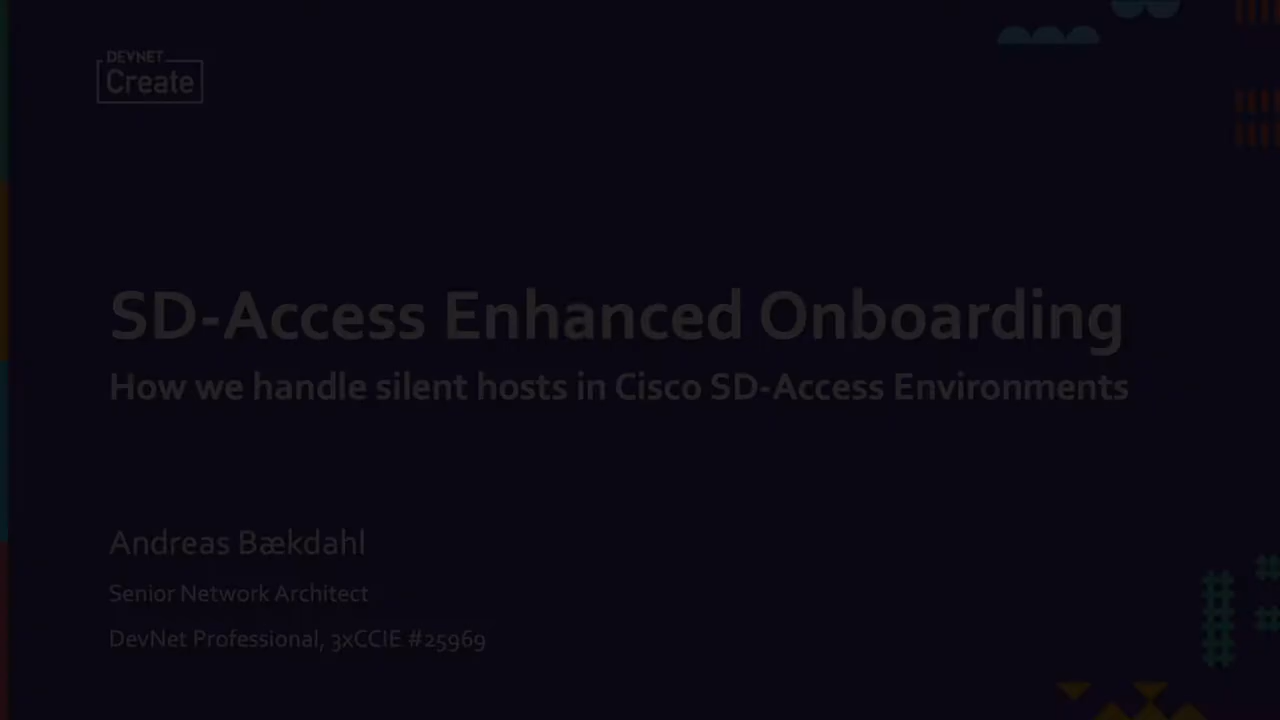 DEVNET
Create
SD-Access Enhanced Onboarding
How we handle silent hosts in Cisco SD-Access Environments
Andreas Bækdahl
Senior Network Architect
DevNet Professional, 3xCCIE #25969